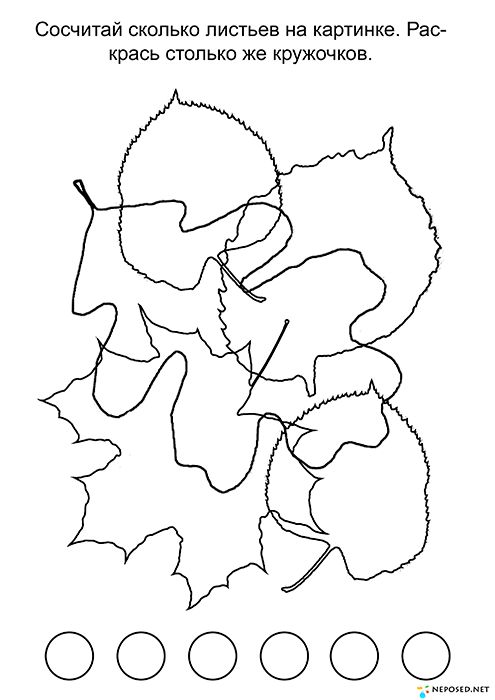 Сосчитай сколько листьев на картинке. Рас-
крась столько же кружочков.
NEPOSED.NET